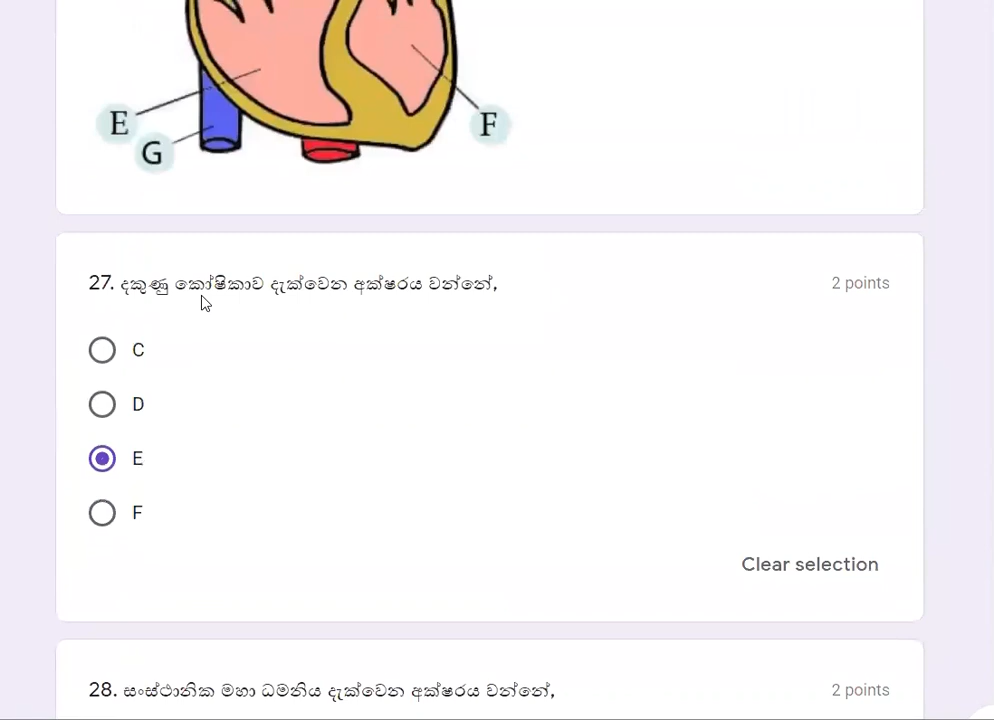 E
G
F
27. දකුණු කෝෂිකාව දැක්වෙන අක්ෂරය වන්නේ,
2 points
C
D
E
F
Clear selection
28. සංස්ථානික මහා ධමනිය දැක්වෙන අක්ෂරය වන්නේ,
2 points